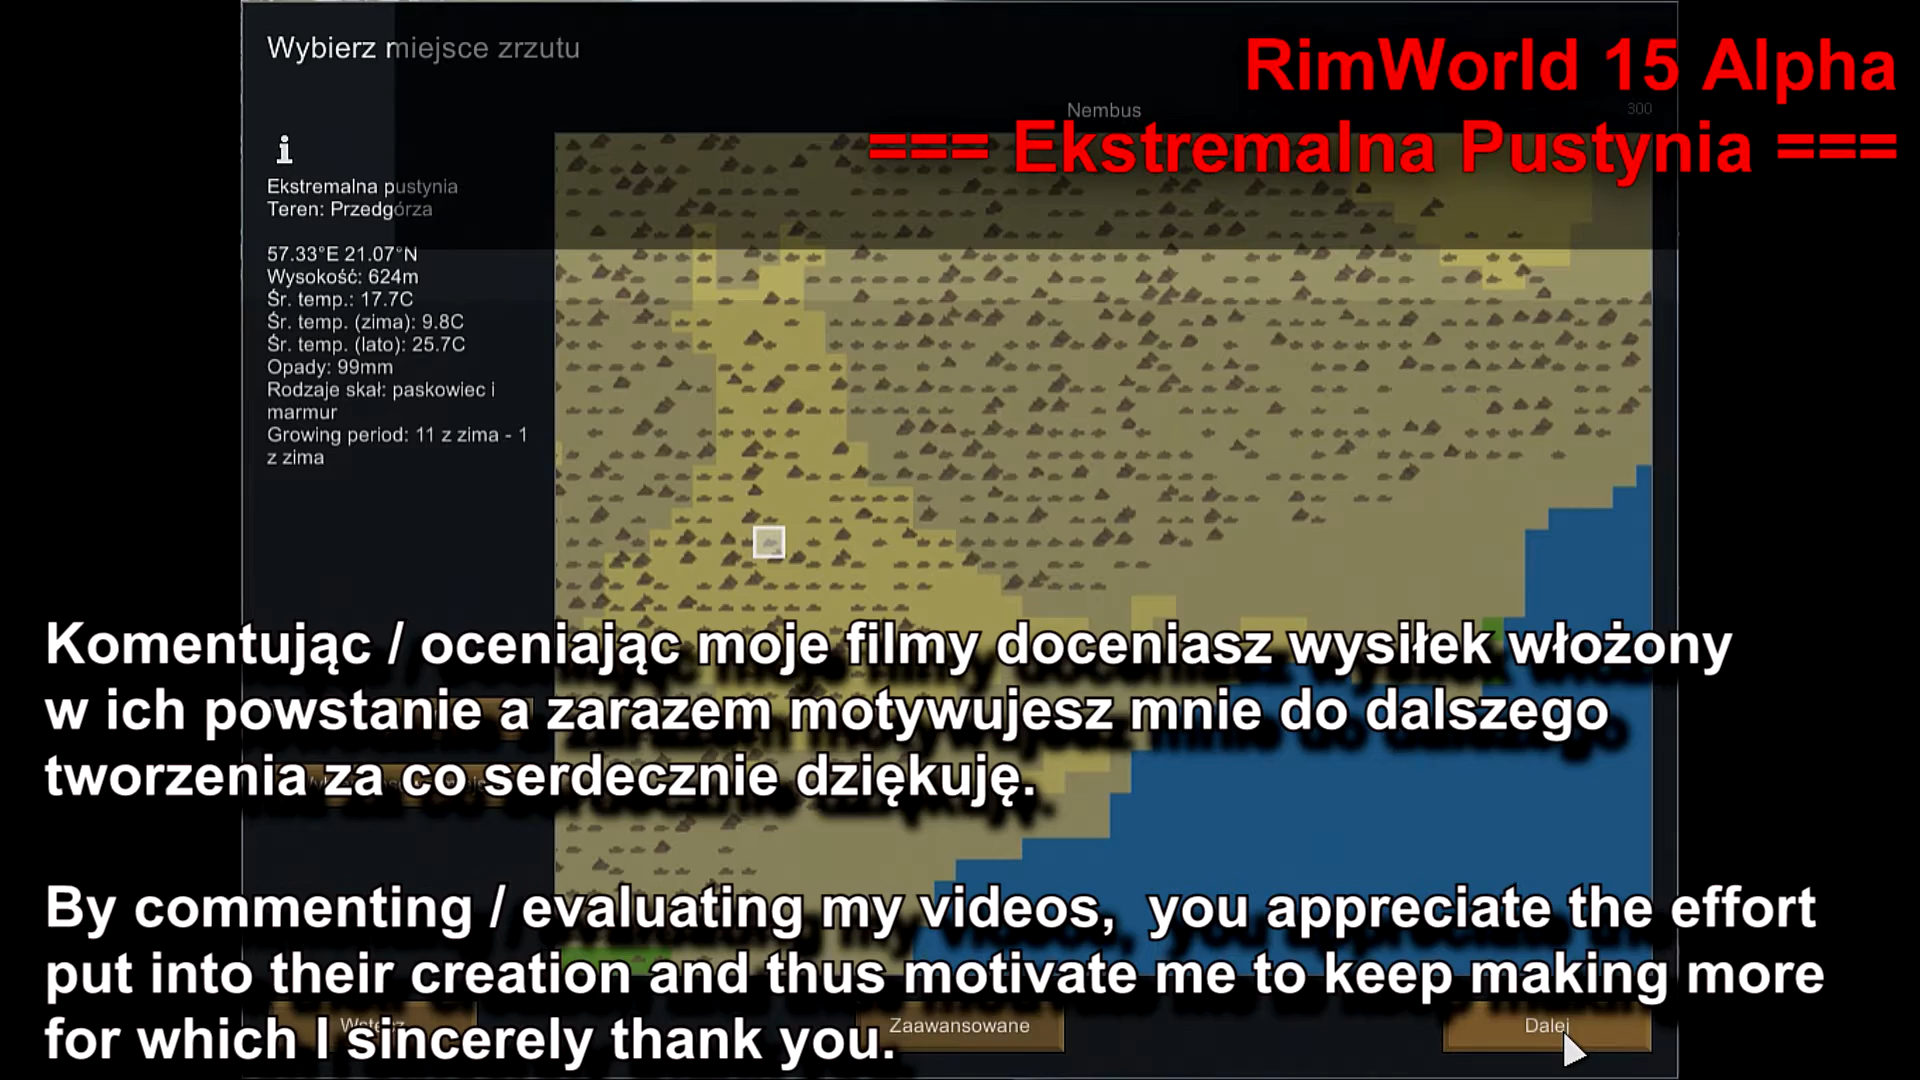 Wybierz miejsce zrzutu
RimWorld 15 Alpha
Nembus
300
=== Ekstremalna Pustynia ===
Ekstremalna pustynia
Teren: Przedgórza
57.33°E 21.07°N
Wysokość: 624m
Śr. temp.: 17.7C
Śr. temp. (zima): 9.8C
Śr. temp. (lato): 25.7C
Opady: 99mm
Rodzaje skał: paskowiec i
marmur
Growing period: 11 z zima - 1
z zima
Komentując / oceniając moje filmy doceniasz wysiłek włożony
w ich powstanie a zarazem motywujesz mnie do dalszego
tworzenia za co serdecznie dziękuję.
By commenting / evaluating my videos,  you appreciate the effort
put into their creation and thus motivate me to keep making more
for which I sincerely thank you.
Wstecz
Zaawansowane
Dalej